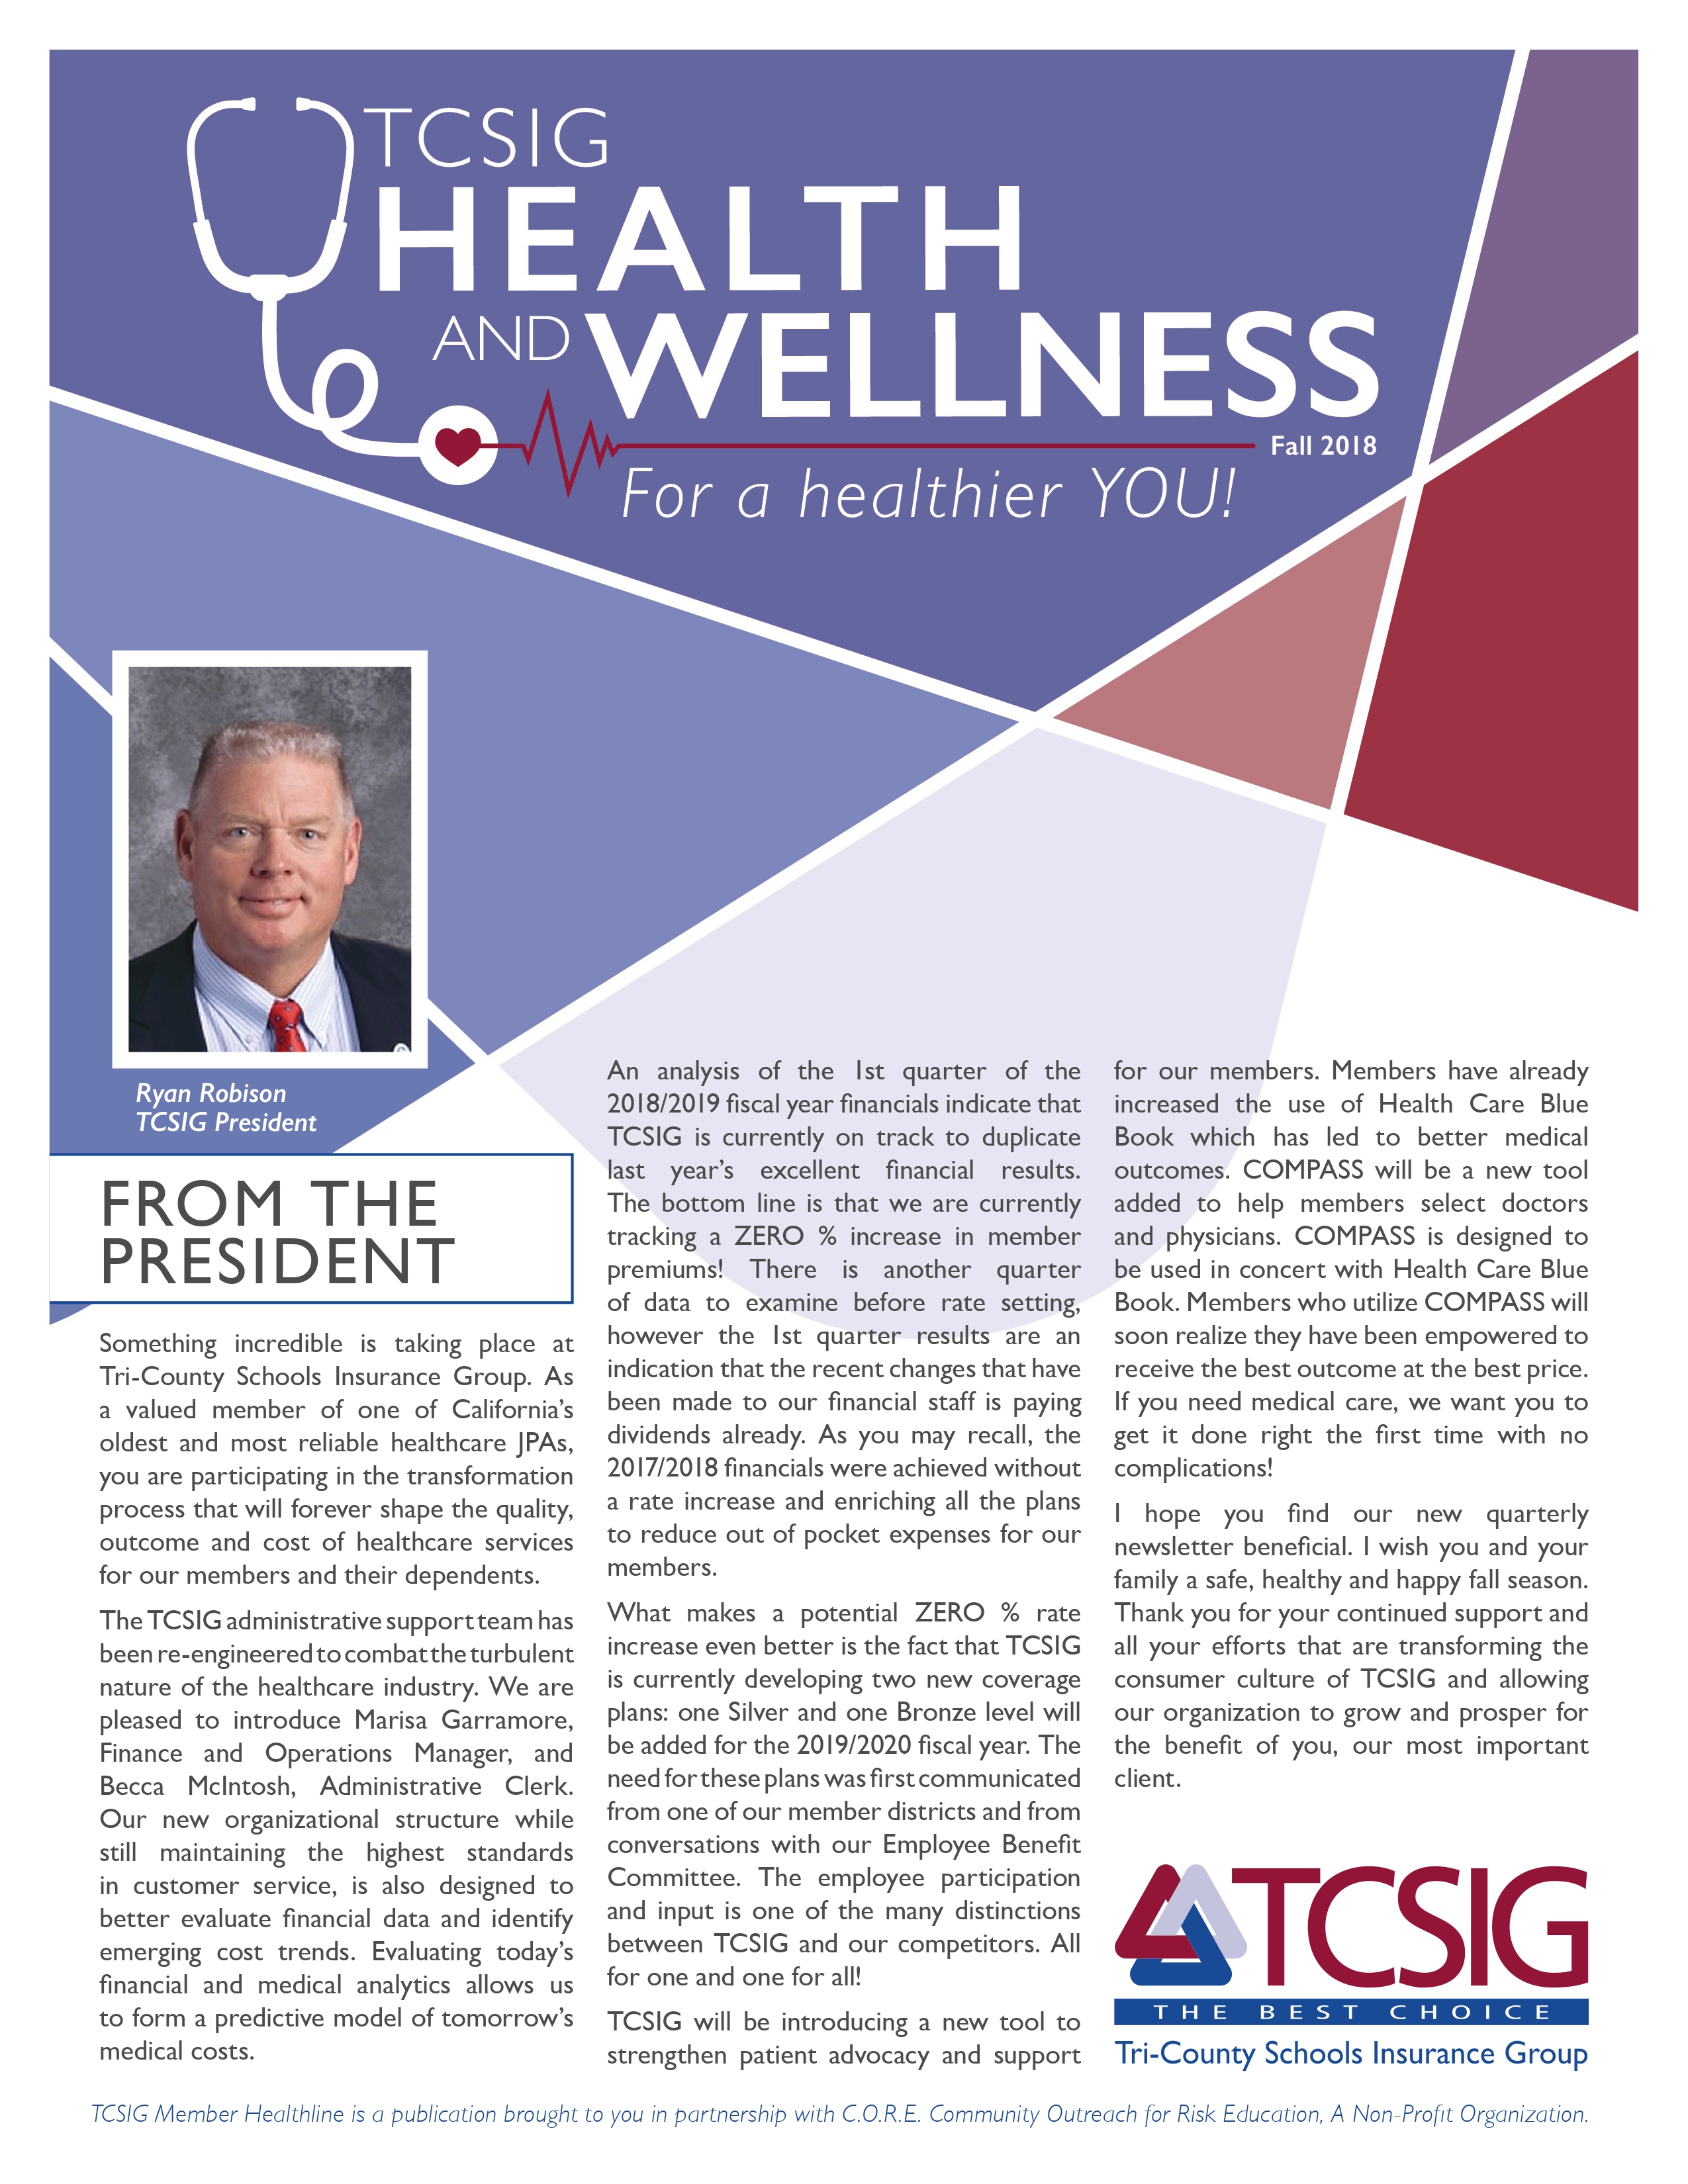 TCSIG
HEALTH
AND WELLNESS
Fall 2018
For a healthier YOU!
Ryan Robison
TCSIG President
FROM THE
PRESIDENT
Something incredible is taking place at
Tri-County Schools Insurance Group. As
a valued member of one of California's
oldest and most reliable healthcare JPAs,
you are participating in the transformation
process that will forever shape the quality,
outcome and cost of healthcare services
for our members and their dependents.
The TCSIG administrative support team has
been re-engineered to combat the turbulent
nature of the healthcare industry. We are
pleased to introduce Marisa Garramore,
Finance and Operations Manager, and
Becca McIntosh, Administrative Clerk.
Our new organizational structure while
still maintaining the highest standards
in customer service, is also designed to
better evaluate financial data and identify
emerging cost trends. Evaluating today's
financial and medical analytics allows us
to form a predictive model of tomorrow's
medical costs.
An analysis of the 1st quarter of the
2018/2019 fiscal year financials indicate that
TCSIG is currently on track to duplicate
last year's excellent financial results.
The bottom line is that we are currently
tracking a ZERO % increase in member
premiums! There is another quarter
of data to examine before rate setting,
however the 1st quarter results are an
indication that the recent changes that have
been made to our financial staff is paying
dividends already. As you may recall, the
2017/2018 financials were achieved without
a rate increase and enriching all the plans
to reduce out of pocket expenses for our
members.
What makes a potential ZERO % rate
increase even better is the fact that TCSIG
is currently developing two new coverage
plans: one Silver and one Bronze level will
be added for the 2019/2020 fiscal year. The
need for these plans was first communicated
from one of our member districts and from
conversations with our Employee Benefit
Committee. The employee participation
and input is one of the many distinctions
between TCSIG and our competitors. All
for one and one for all!
TCSIG will be introducing a new tool to
strengthen patient advocacy and support
for our members. Members have already
increased the use of Health Care Blue
Book which has led to better medical
outcomes. COMPASS will be a new tool
added to help members select doctors
and physicians. COMPASS is designed to
be used in concert with Health Care Blue
Book. Members who utilize COMPASS will
soon realize they have been empowered to
receive the best outcome at the best price.
If you need medical care, we want you to
get it done right the first time with no
complications!
I hope you find our new quarterly
newsletter beneficial. I wish you and your
family a safe, healthy and happy fall season.
Thank you for your continued support and
all your efforts that are transforming the
consumer culture of TCSIG and allowing
our organization to grow and prosper for
the benefit of you, our most important
client.
TCSIG
THE BEST CHOICE
Tri-County Schools Insurance Group
TCSIG Member Healthline is a publication brought to you in partnership with C.O.R.E. Community Outreach for Risk Education, A Non-Profit Organization.